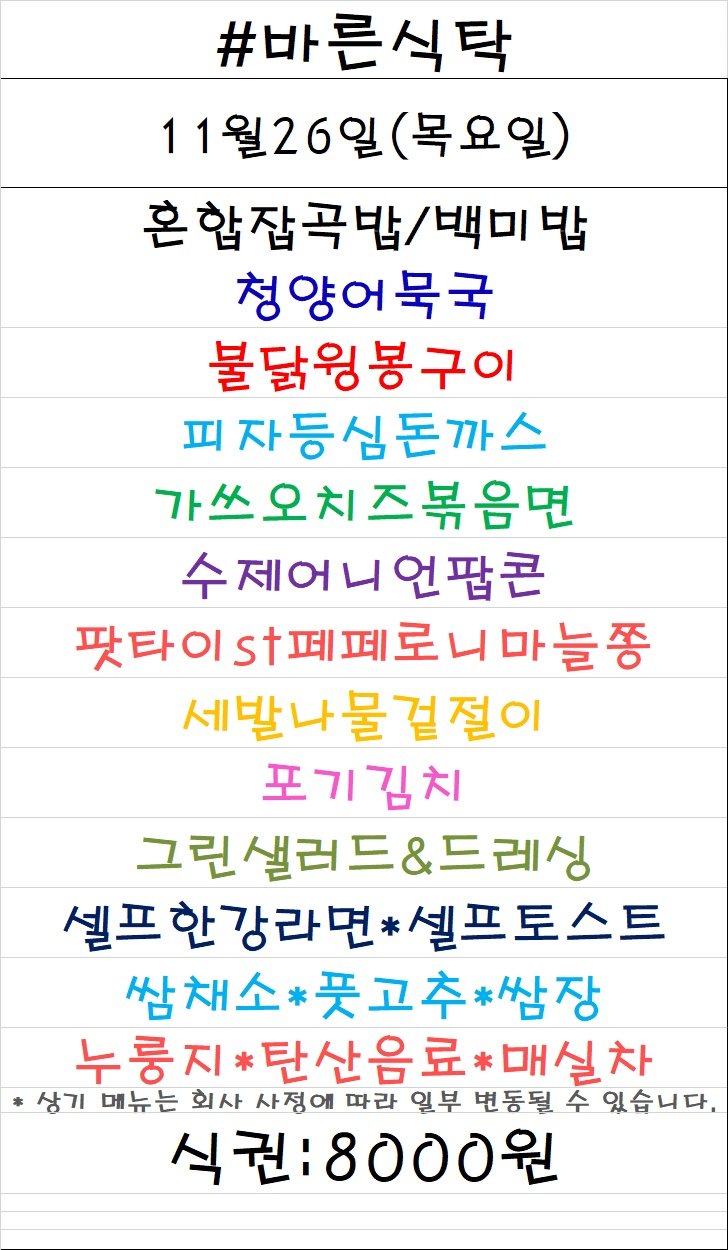 #바른식탁
11월26일(목요일)
혼합잡곡밥/백미밥
청양어묵국
불닭윙봉구이
피자등심돈까스
가쓰오치즈볶음면
수제어니언팝콘
팟타이st페페로니마늘쫑
세발나물겉절이
포기김치
그린샐러드&드레싱
셀프한강라면*셀프토스트
쌈채소*풋고추*쌈장
누룽지*탄산음료*매실차
* 상기 메뉴는 회사 사정에 따라 일부 변동될 수 있습니다.
식권:8000원